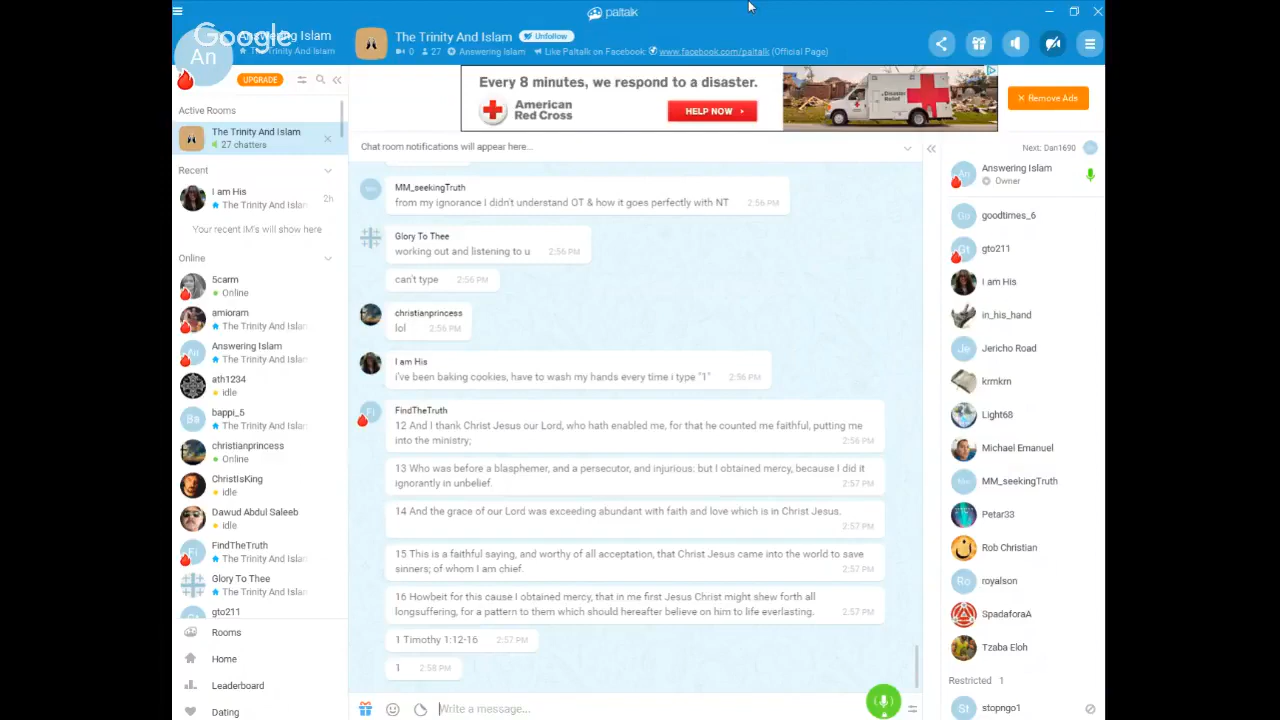 paltalk
Answering Islam
Google
The Trinity And Islam
An
The Trinity And Islam
Unfollow
0 27 Answering Islam Like Paltalk on Facebook: www.facebook.com/paltalk (Official Page)
UPGRADE
Active Rooms
The Trinity And Islam
27 chatters
Recent
I am His
The Trinity And Islam
2h
Your recent IM's will show here
Online
5carm
Online
amioram
The Trinity And Islam
Answering Islam
The Trinity And Islam
ath1234
Idle
Ba
bappi_5
The Trinity And Islam
christianprincess
Online
ChristIsKing
Idle
Dawud Abdul Saleeb
Idle
Fi
FindTheTruth
The Trinity And Islam
Glory To Thee
The Trinity And Islam
gto211
Rooms
Home
Leaderboard
Dating
Every 8 minutes, we respond to a disaster.
American
Red Cross
HELP NOW
Disaster
Relief
Remove Ads
Chat room notifications will appear here...
MM_seekingTruth
from my ignorance I didn't understand OT & how it goes perfectly with NT 2:56 PM
Glory To Thee
working out and listening to u 2:56 PM
can't type 2:56 PM
christianprincess
lol 2:56 PM
I am His
i've been baking cookies, have to wash my hands every time i type "1" 2:56 PM
Fi
FindTheTruth
12 And I thank Christ Jesus our Lord, who hath enabled me, for that he counted me faithful, putting me
into the ministry; 2:56 PM
13 Who was before a blasphemer, and a persecutor, and injurious: but I obtained mercy, because I did it
ignorantly in unbelief. 2:57 PM
14 And the grace of our Lord was exceeding abundant with faith and love which is in Christ Jesus.
2:57 PM
15 This is a faithful saying, and worthy of all acceptation, that Christ Jesus came into the world to save
sinners; of whom I am chief. 2:57 PM
16 Howbeit for this cause I obtained mercy, that in me first Jesus Christ might shew forth all
longsuffering, for a pattern to them which should hereafter believe on him to life everlasting. 2:57 PM
1 Timothy 1:12-16 2:57 PM
1 2:58 PM
Write a message...
Next: Dan1690
An
Answering Islam
Owner
Go
goodtimes_6
Gt
gto211
I am His
in_his_hand
Je
Jericho Road
krmkrn
Light68
Michael Emanuel
MM_seekingTruth
Petar33
Rob Christian
Ro
royalson
SpadaforaA
Tzaba Eloh
Restricted 1
St
stopngo1